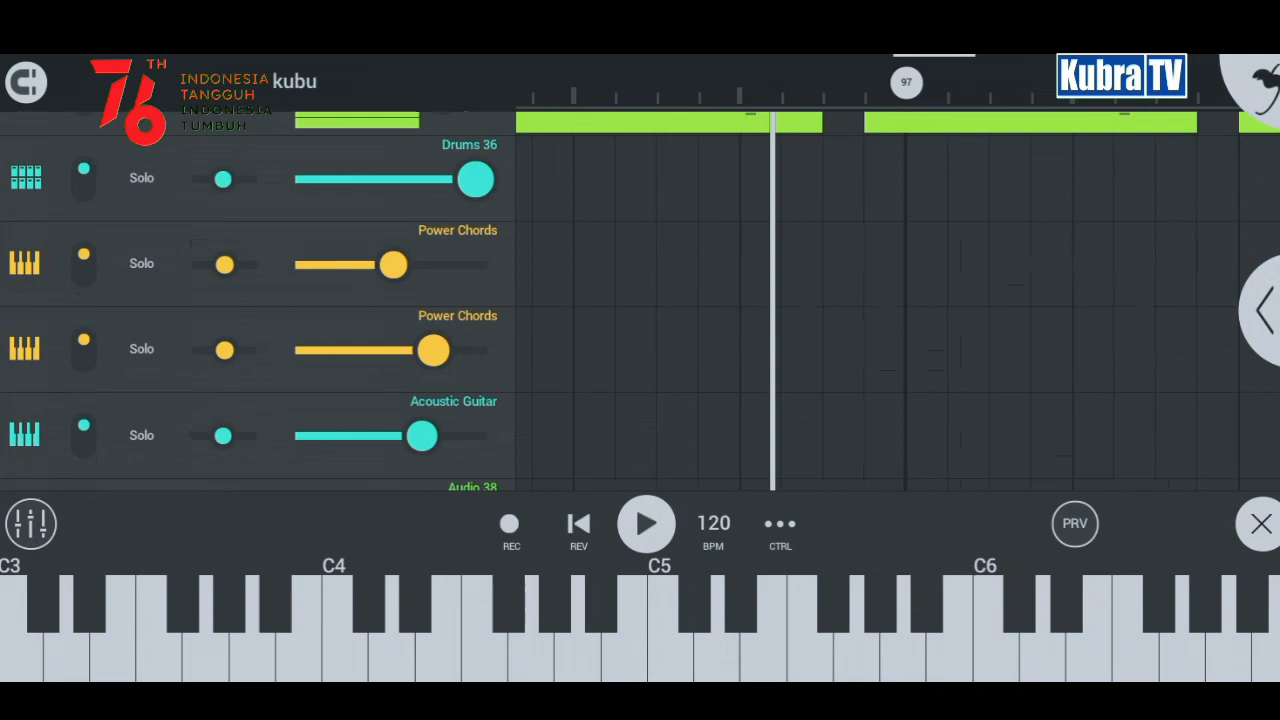 76TH
INDONESIA
TANGGUH
INDONESIA
TUMBUH
kubu
97
KubraTV
Drums 36
Solo
Power Chords
Solo
Power Chords
Solo
Acoustic Guitar
Solo
Audio 38
REC
REV
120
BPM
CTRL
PRV
C3
C4
C5
C6